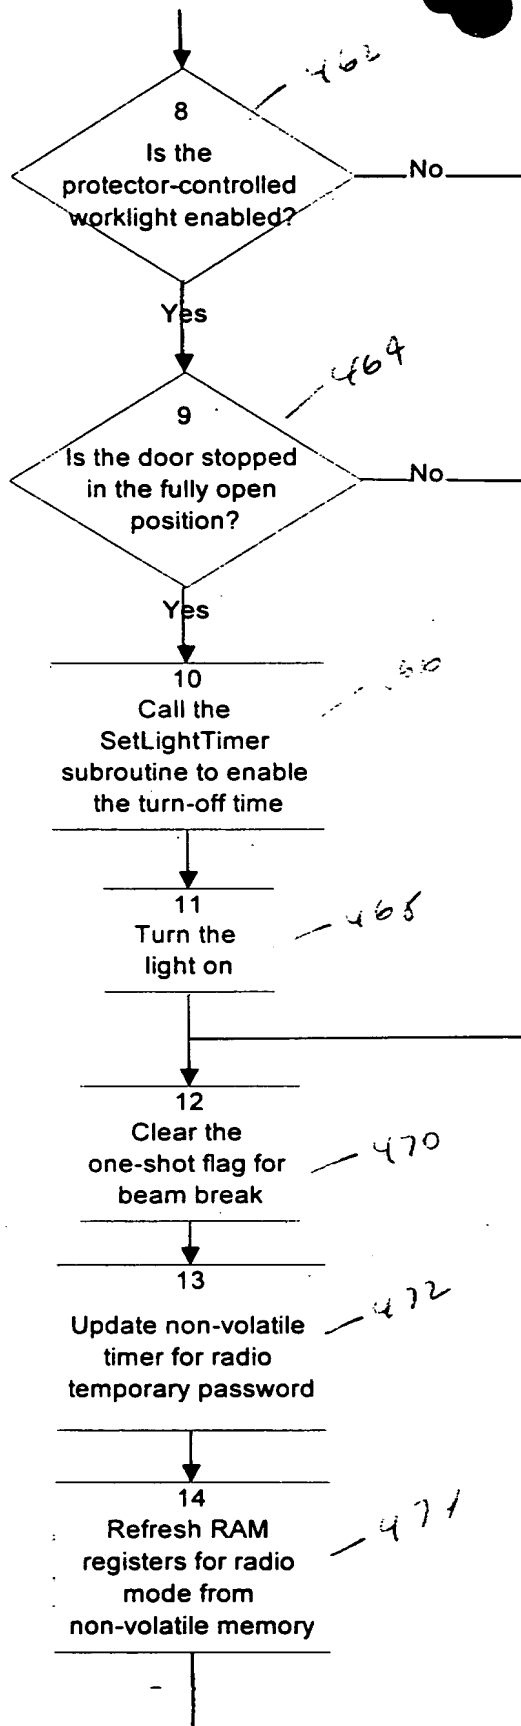 462
8
Is the
protector-controlled
worklight enabled?
No
Yes
464
9
Is the door stopped
in the fully open
position?
No
Yes
10
Call the
SetLightTimer
subroutine to enable
the turn-off time
11
Turn the
light on
12
Clear the
one-shot flag for
beam break
470
13
Update non-volatile
timer for radio
temporary password
472
14
Refresh RAM
registers for radio
mode from
non-volatile memory